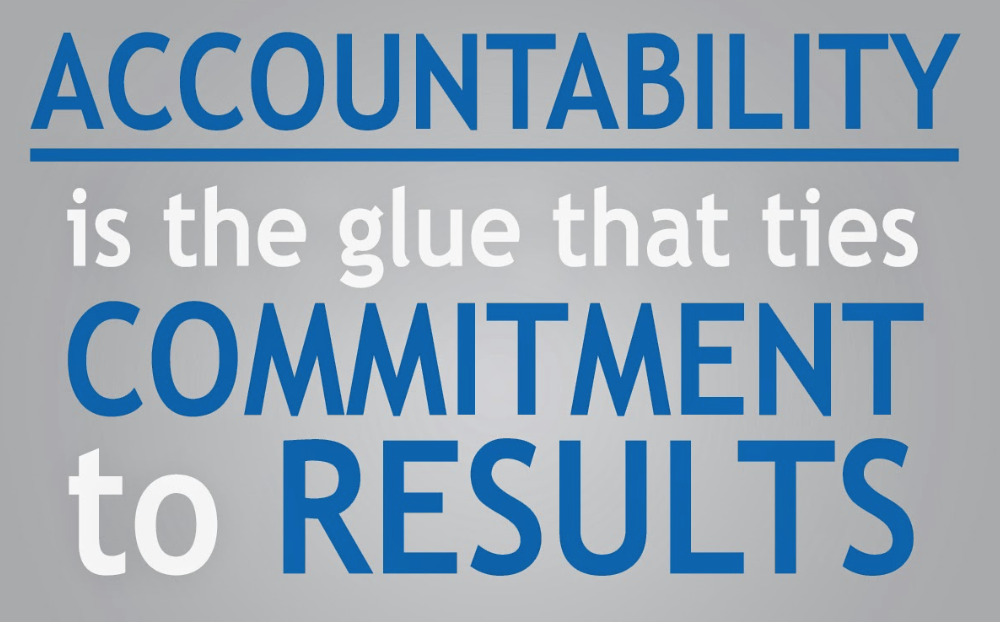 ACCOUNTABILITY
is the glue that ties
COMMITMENT
to RESULTS